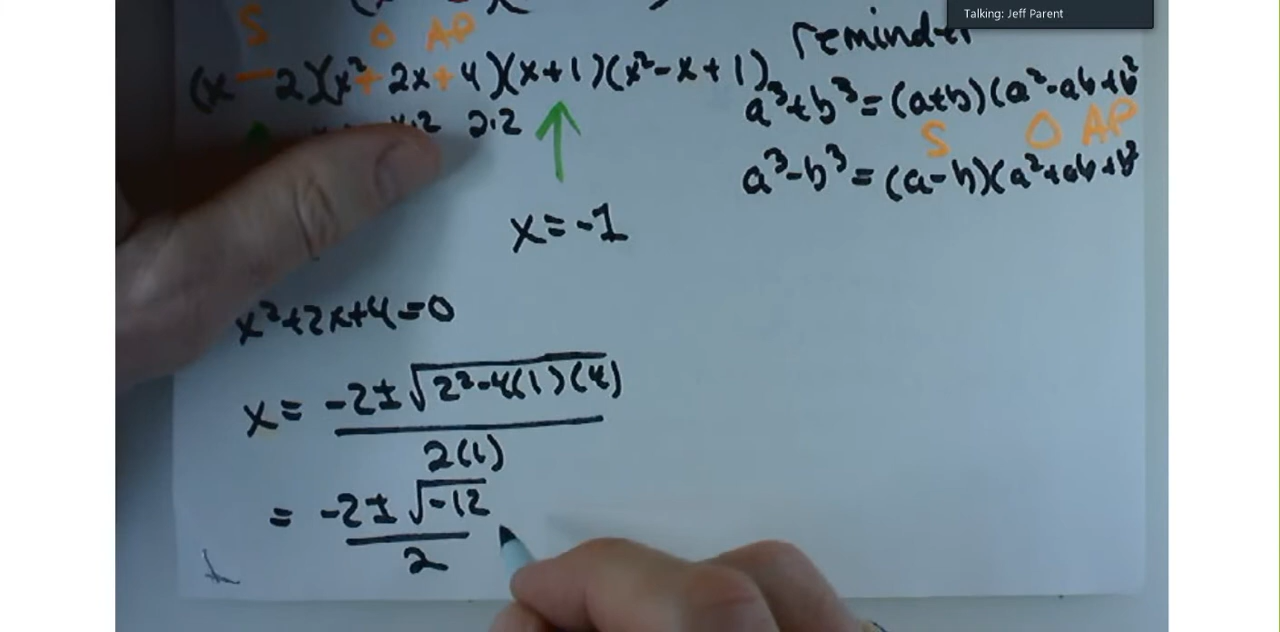 Talking: Jeff Parent
reminder
S O AP
(x - 2)(x² + 2x + 4)(x + 1)(x² - x + 1)
a³+b³ = (a+b)(a²-ab+b²
2·2
S O AP
a³-b³ = (a-b)(a²+ab+b²
x = -1
x²+2x+4=0
x = -2±√2²-4(1)(4)
2(1)
= -2±√-12
2